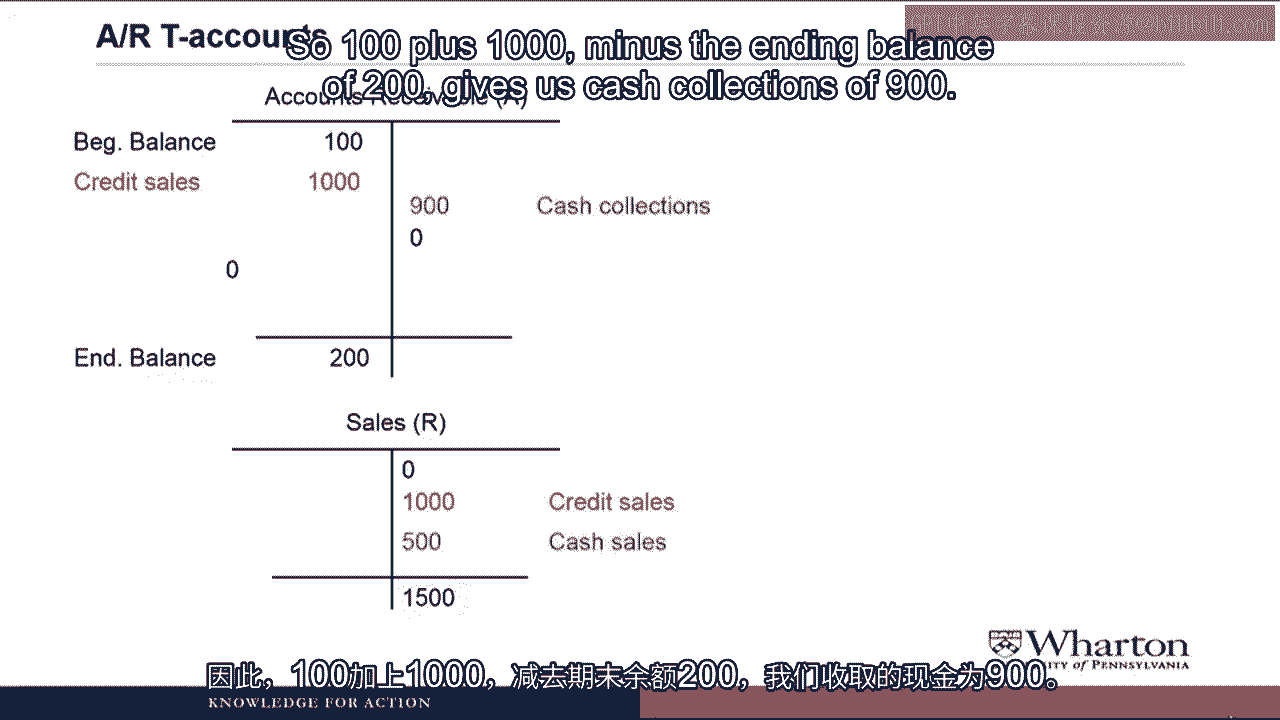 A/R T-accounts
So 100 plus 1000, minus the ending balance
of 200, gives us cash collections of 900.
Accounts Receivable (A)
Beg. Balance 100
Credit sales 1000
900 Cash collections
0
0
End. Balance 200
Sales (R)
0
1000 Credit sales
500 Cash sales
1500
Wharton
UNIVERSITY of PENNSYLVANIA
因此，100加上1000，减去期末余额200，我们收取的现金为900。
KNOWLEDGE FOR ACTION